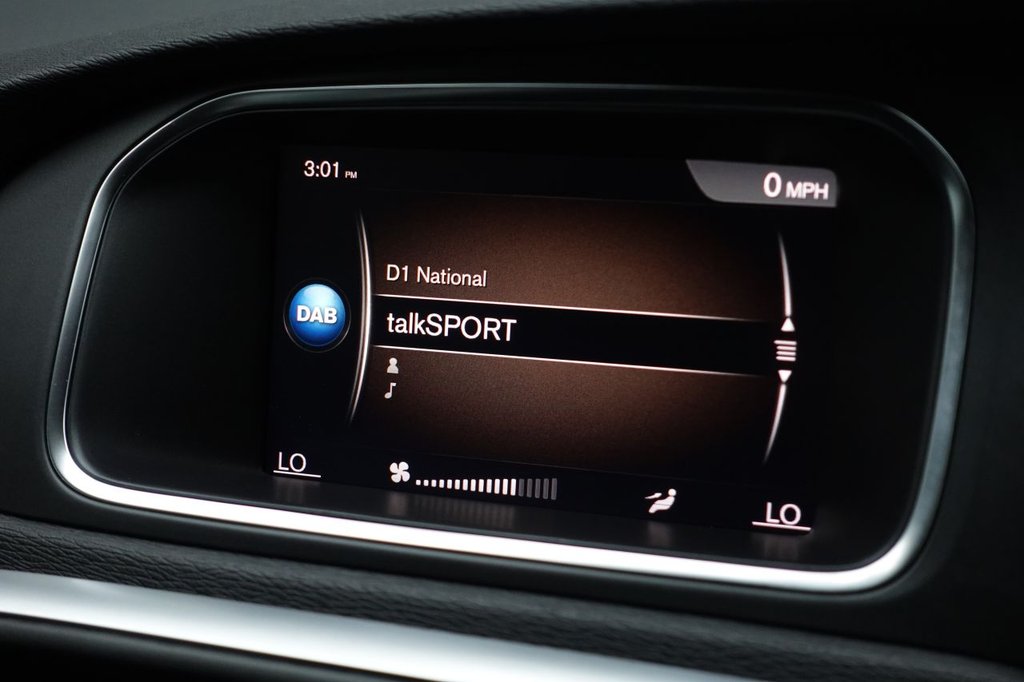 3:01 PM
0 MPH
D1 National
DAB
talkSPORT
LO
LO